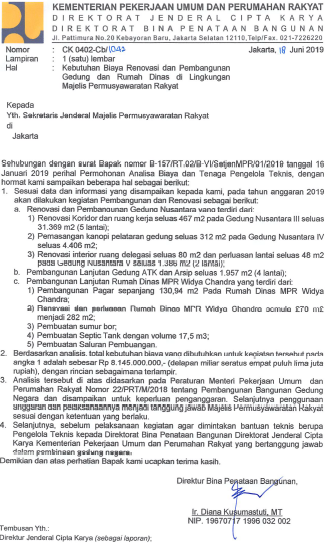 KEMENTERIAN PEKERJAAN UMUM DAN PERUMAHAN RAKYAT
DIREKTORAT JENDERAL CIPTA KARYA
DIREKTORAT BINA PENATAAN BANGUNAN
Jl. Pattimura No.20 Kebayoran Baru, Jakarta Selatan 12110, Telp/Fax. 021-7226220
Nomor : CK 0402-Cb/1042 Jakarta, 18 Juni 2019
Lampiran : 1 (satu) lembar
Hal : Kebutuhan Biaya Renovasi dan Pembangunan
Gedung dan Rumah Dinas di Lingkungan
Majelis Permusyawaratan Rakyat
Kepada
Yth. Sekretaris Jenderal Majelis Permusyawaratan Rakyat
di
Jakarta
Sehubungan dengan surat Bapak nomor B-157/RT.02/B-VI/SetjenMPR/01/2019 tanggal 16
Januari 2019 perihal Permohonan Analisa Biaya dan Tenaga Pengelola Teknis, dengan
hormat kami sampaikan beberapa hal sebagai berikut:
1. Sesuai data dan informasi yang disampaikan kepada kami, pada tahun anggaran 2019
akan dilakukan kegiatan Pembangunan dan Renovasi sebagai berikut:
a. Renovasi dan Pembangunan Gedung Nusantara yang terdiri dari:
1) Renovasi Koridor dan ruang kerja seluas 467 m2 pada Gedung Nusantara III seluas
31.369 m2 (5 lantai);
2) Pemasangan kanopi pelataran gedung seluas 312 m2 pada Gedung Nusantara IV
seluas 4.406 m2;
3) Renovasi interior ruang delegasi seluas 80 m2 dan perluasan lantai seluas 48 m2
pada Gedung Nusantara V seluas 1.386 m2 (2 lantai);
b. Pembangunan Lanjutan Gedung ATK dan Arsip seluas 1.957 m2 (4 lantai);
c. Pembangunan Lanjutan Rumah Dinas MPR Widya Chandra yang terdiri dari:
1) Pembangunan Pagar sepanjang 130,94 m2 Pada Rumah Dinas MPR Widya
Chandra;
2) Renovasi dan perluasan Rumah Dinas MPR Widya Chandra semula 270 m2
menjadi 282 m2;
3) Pembuatan sumur bor;
4) Pembuatan Septic Tank dengan volume 17,5 m3;
5) Pembuatan Saluran Pembuangan.
2. Berdasarkan analisis, total kebutuhan biaya yang dibutuhkan untuk kegiatan tersebut pada
angka 1 adalah sebesar Rp 8.145.000.000,- (delapan miliar seratus empat puluh lima juta
rupiah), dengan rincian sebagaimana terlampir.
3. Analisis tersebut di atas didasarkan pada Peraturan Menteri Pekerjaan Umum dan
Perumahan Rakyat Nomor 22/PRT/M/2018 tentang Pembangunan Bangunan Gedung
Negara dan disampaikan untuk keperluan penganggaran. Selanjutnya penggunaan
anggaran dan pelaksanaannya menjadi tanggung jawab Majelis Permusyawaratan Rakyat
sesuai dengan ketentuan yang berlaku.
4. Selanjutnya, sebelum pelaksanaan kegiatan agar dimintakan bantuan teknis berupa
Pengelola Teknis kepada Direktorat Bina Penataan Bangunan Direktorat Jenderal Cipta
Karya Kementerian Pekerjaan Umum dan Perumahan Rakyat yang bertanggung jawab
dalam pembinaan gedung negara.
Demikian dan atas perhatian Bapak kami ucapkan terima kasih.
Direktur Bina Penataan Bangunan,
Ir. Diana Kusumastuti, MT
NIP. 19670717 1996 032 002
Tembusan Yth.:
Direktur Jenderal Cipta Karya (sebagai laporan);